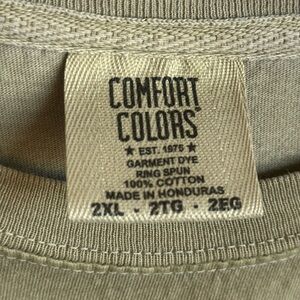 COMFORT
COLORS
★ EST. 1975 ★
GARMENT DYE
RING SPUN
100% COTTON
MADE IN HONDURAS
2XL - 2TG - 2EG